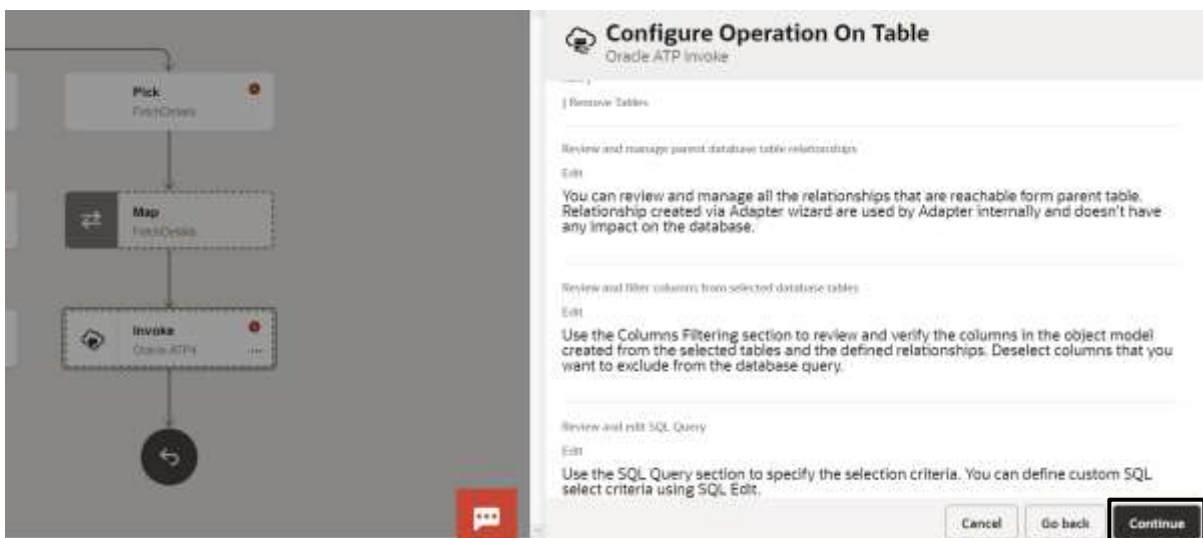 Pick
FetchDetails
Map
FetchDetails
Invoke
Oracle ATP4
...
Configure Operation On Table
Oracle ATP Invoke
| Remove Tables
Review and manage parent database table relationships
Edit
You can review and manage all the relationships that are reachable form parent table.
Relationship created via Adapter wizard are used by Adapter internally and doesn't have
any impact on the database.
Review and filter columns from selected database tables
Edit
Use the Columns Filtering section to review and verify the columns in the object model
created from the selected tables and the defined relationships. Deselect columns that you
want to exclude from the database query.
Review and edit SQL Query
Edit
Use the SQL Query section to specify the selection criteria. You can define custom SQL
select criteria using SQL Edit.
Cancel
Go back
Continue